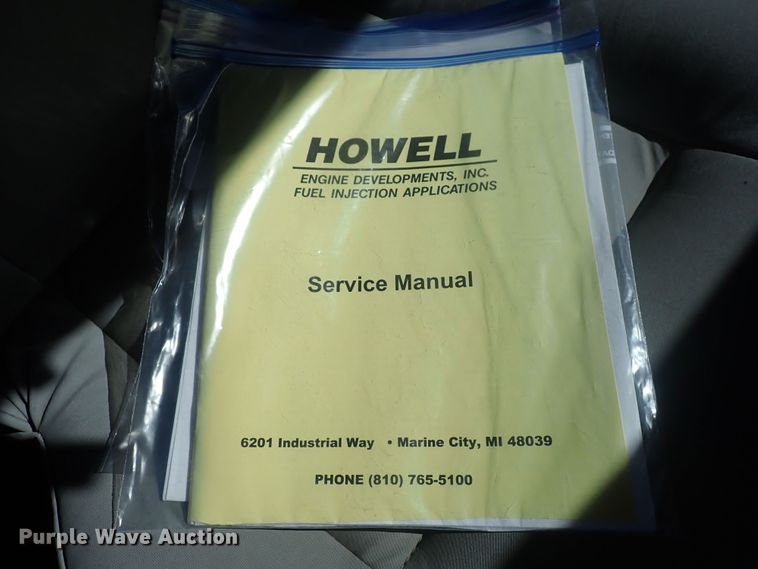 HOWELL
ENGINE DEVELOPMENTS, INC.
FUEL INJECTION APPLICATIONS
Service Manual
6201 Industrial Way • Marine City, MI 48039
PHONE (810) 765-5100
Purple Wave Auction